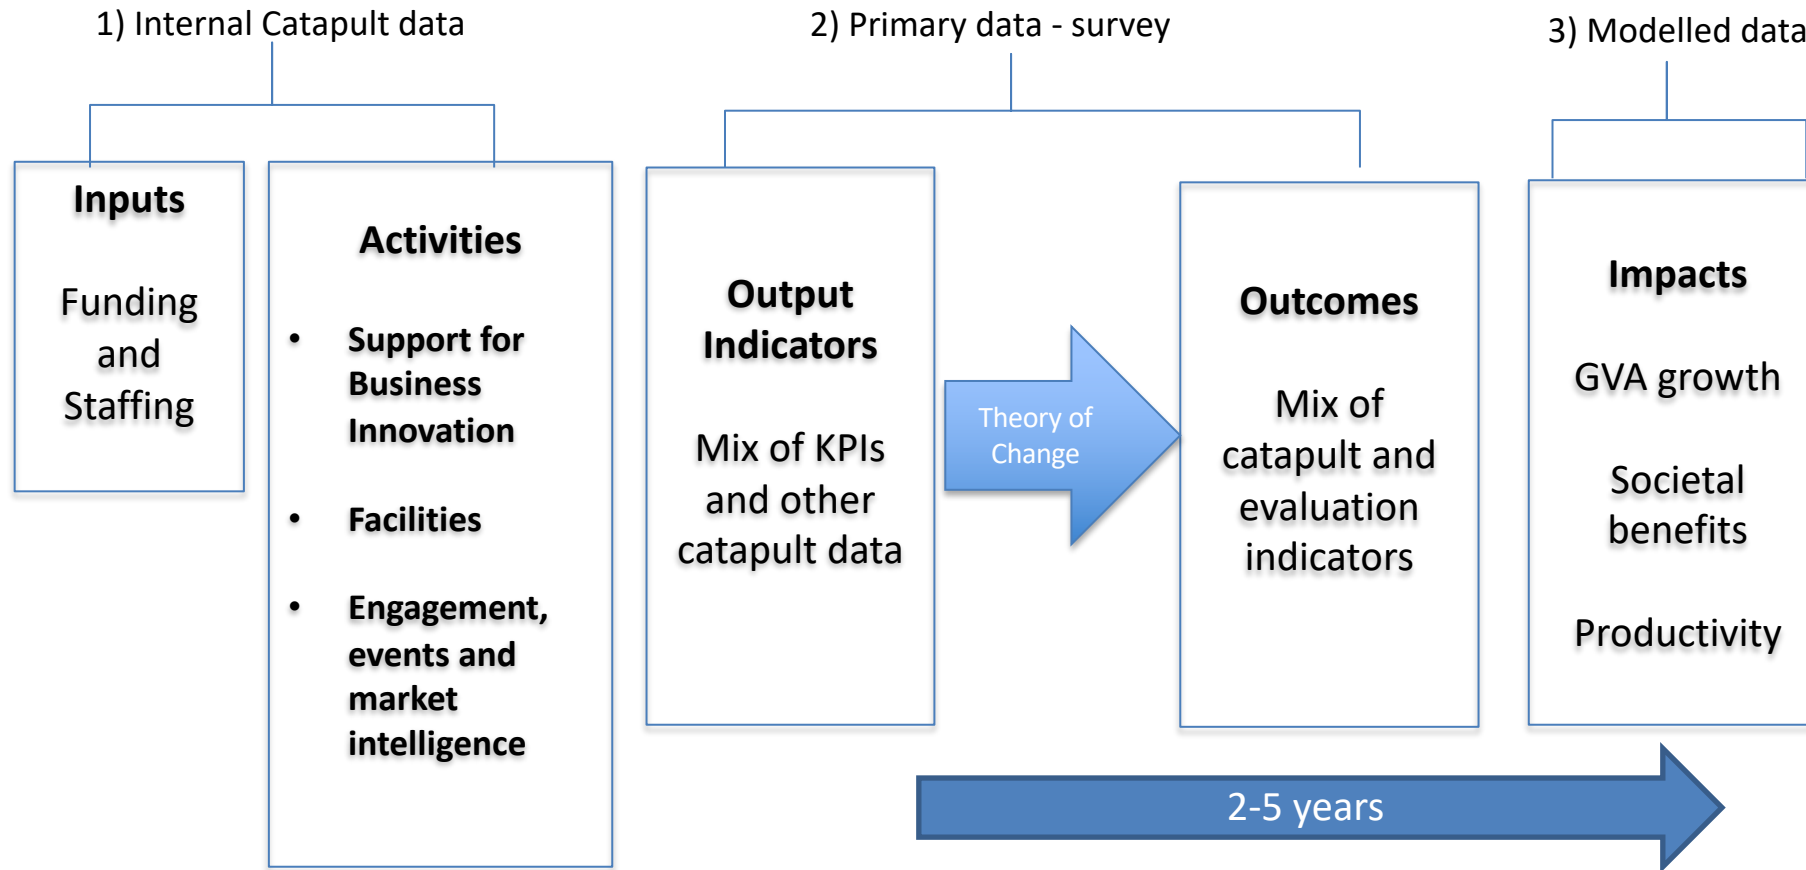 1) Internal Catapult data
2) Primary data - survey
3) Modelled data
Inputs
Funding
and
Staffing
Activities
• Support for
Business
Innovation
• Facilities
• Engagement,
events and
market
intelligence
Output
Indicators
Mix of KPIs
and other
catapult data
Theory of
Change
Outcomes
Mix of
catapult and
evaluation
indicators
Impacts
GVA growth
Societal
benefits
Productivity
2-5 years